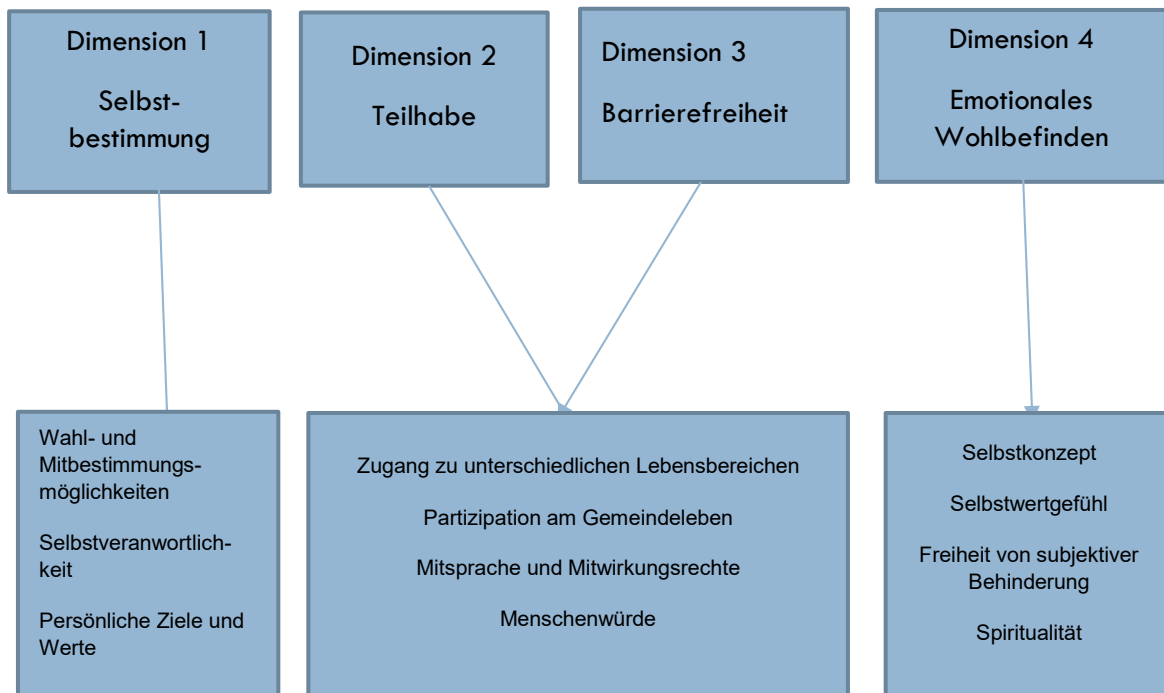 Dimension 1
Selbst-
bestimmung
Dimension 2
Teilhabe
Dimension 3
Barrierefreiheit
Dimension 4
Emotionales
Wohlbefinden
Wahl- und
Mitbestimmungs-
möglichkeiten
Selbstveranwortlich-
keit
Persönliche Ziele und
Werte
Zugang zu unterschiedlichen Lebensbereichen
Partizipation am Gemeindeleben
Mitsprache und Mitwirkungsrechte
Menschenwürde
Selbstkonzept
Selbstwertgefühl
Freiheit von subjektiver
Behinderung
Spiritualität